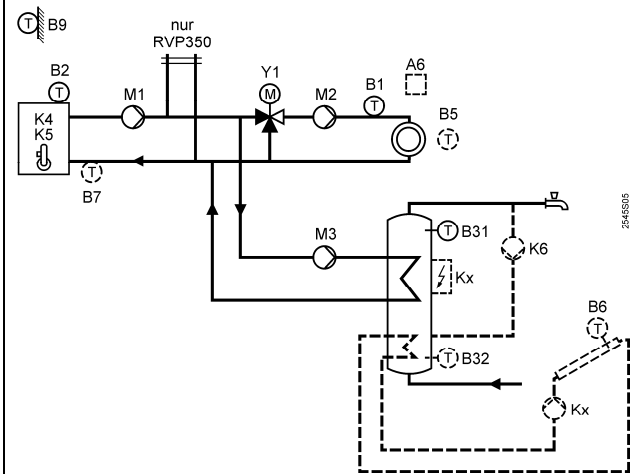 T B9
nur
RVP350
B2
T
K4
K5
M1
Y1
M
M2
B1
T
A6
B5
T
T
B7
2545S05
T B31
K6
M3
Kx
B6
T
T B32
Kx